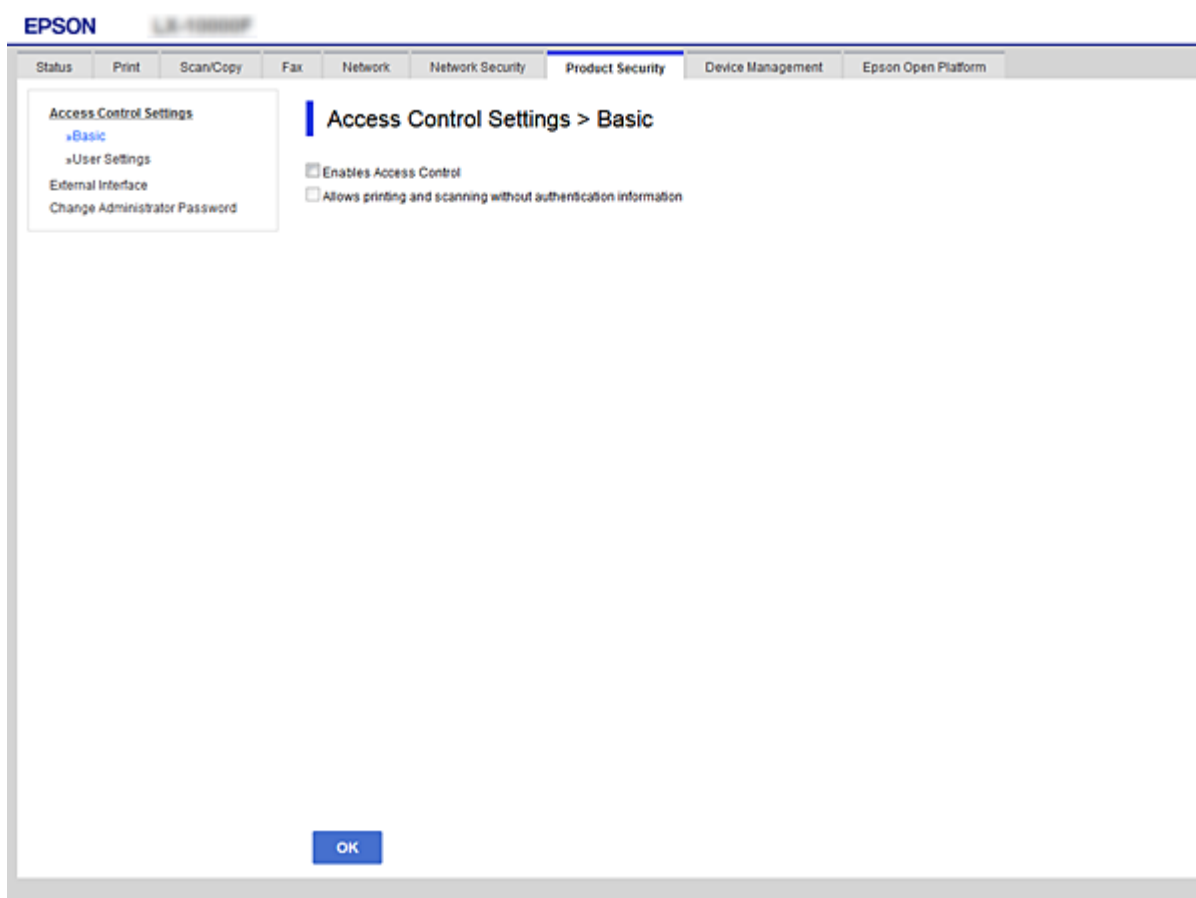 EPSON
Status Print Scan/Copy Fax Network Network Security Product Security Device Management Epson Open Platform
Access Control Settings
»Basic
»User Settings
External Interface
Change Administrator Password
Access Control Settings > Basic
Enables Access Control
Allows printing and scanning without authentication information
OK